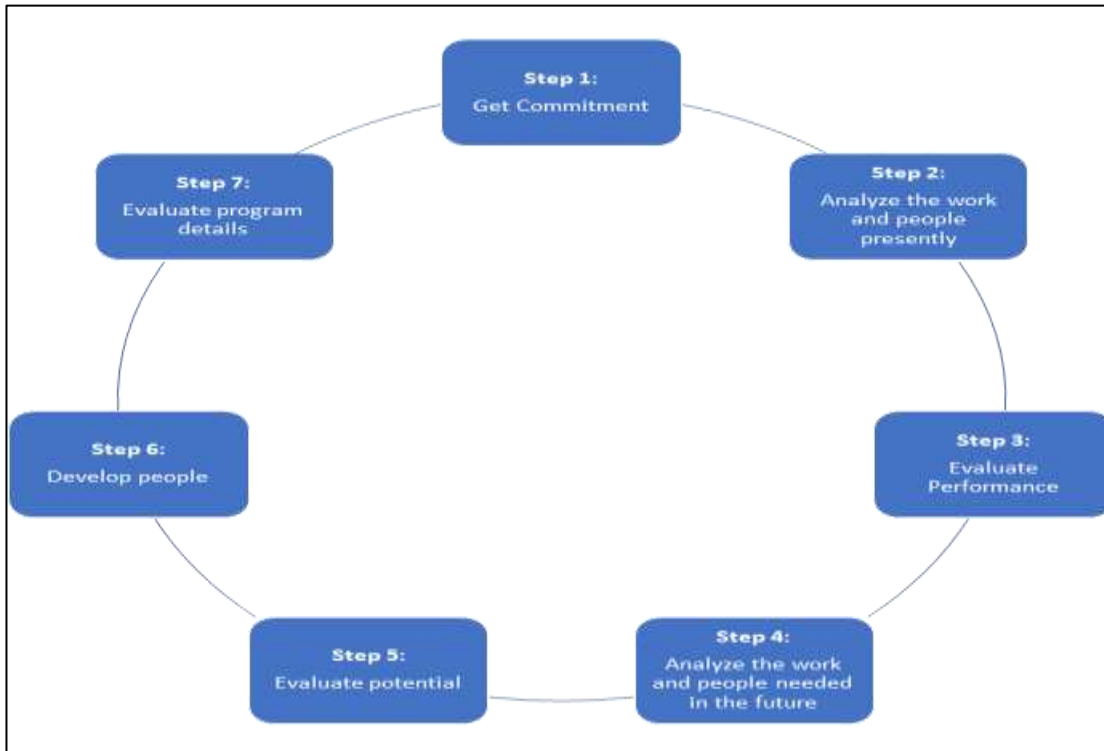 Step 1:
Get Commitment
Step 2:
Analyze the work
and people
presently
Step 3:
Evaluate
Performance
Step 4:
Analyze the work
and people needed
in the future
Step 5:
Evaluate potential
Step 6:
Develop people
Step 7:
Evaluate program
details